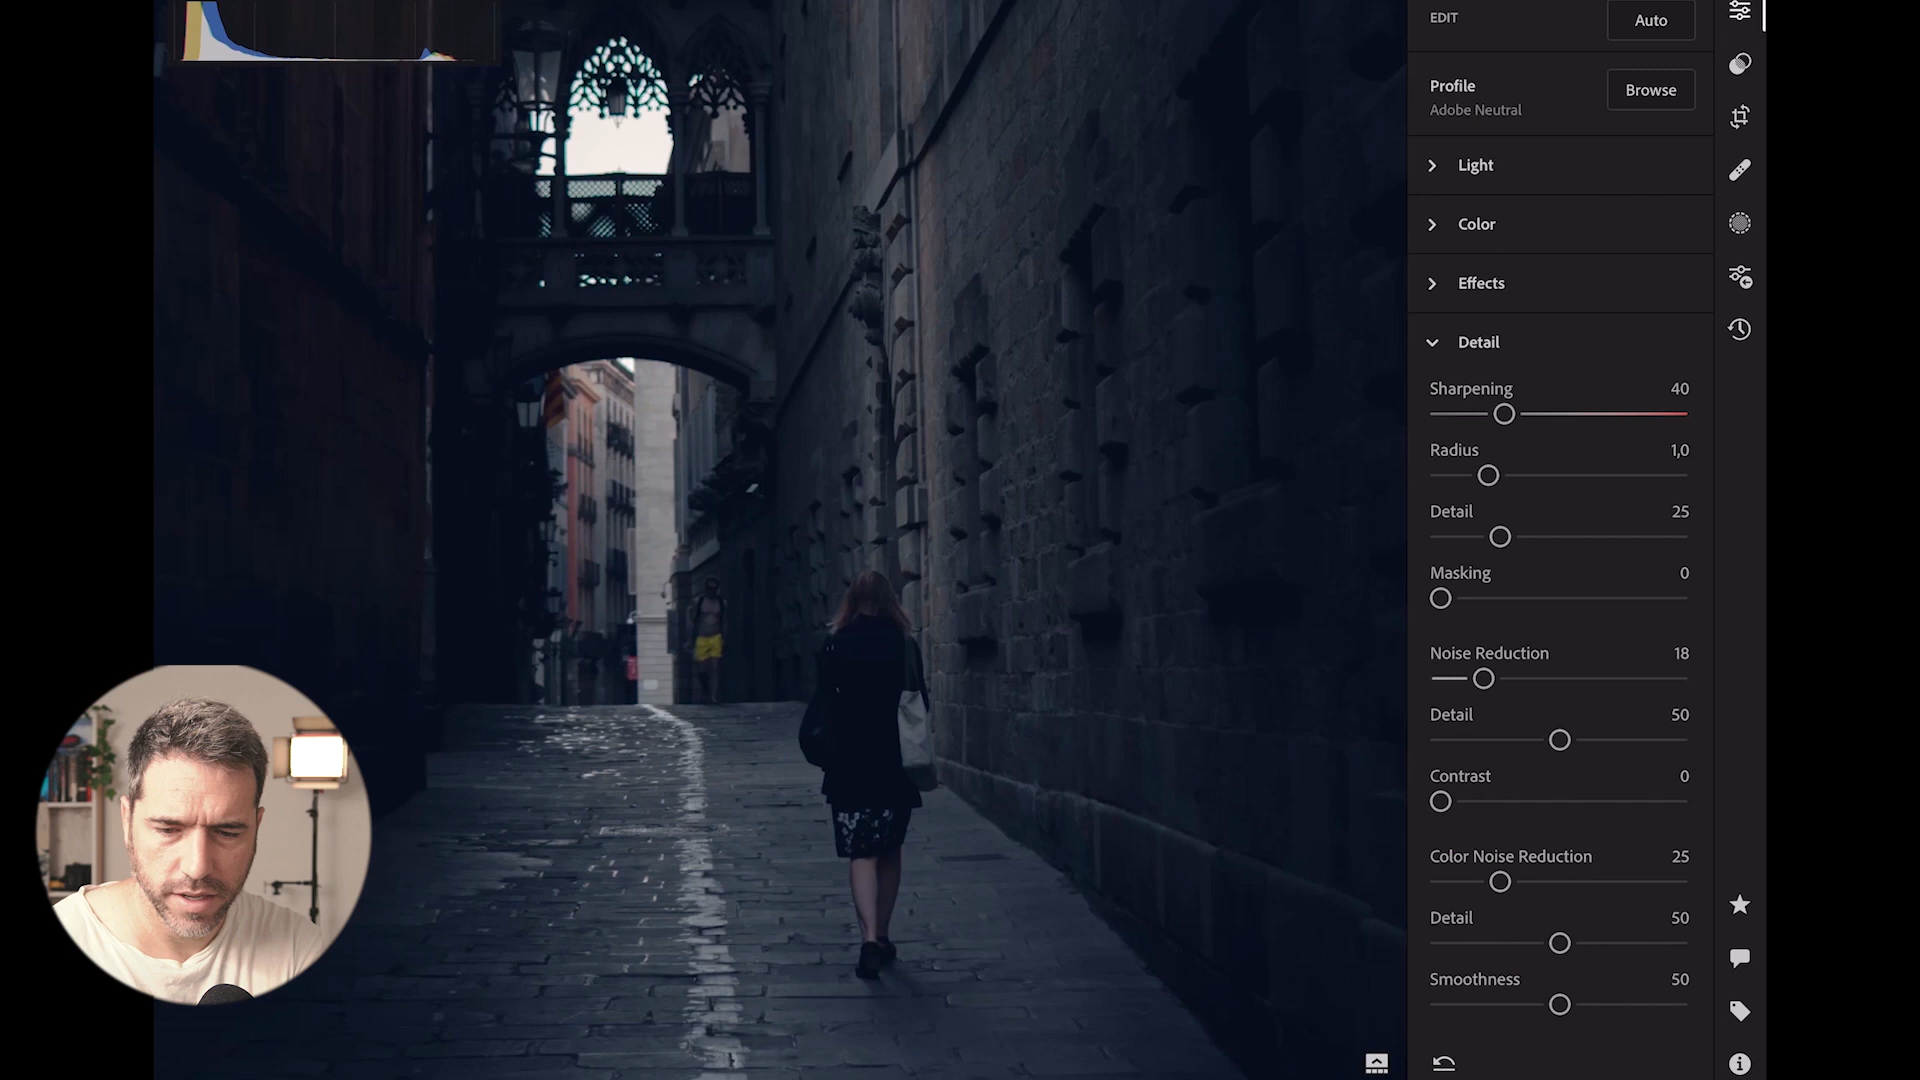 EDIT
Auto
Profile
Browse
Adobe Neutral
Light
Color
Effects
Detail
Sharpening 40
Radius 1,0
Detail 25
Masking 0
Noise Reduction 18
Detail 50
Contrast 0
Color Noise Reduction 25
Detail 50
Smoothness 50